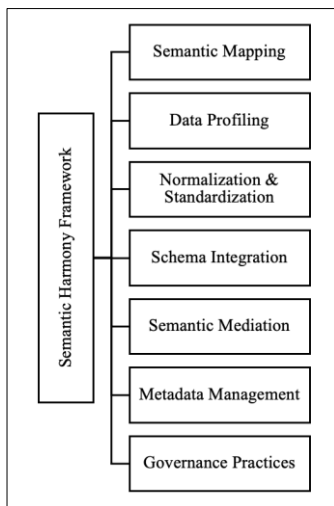 Semantic Harmony Framework
Semantic Mapping
Data Profiling
Normalization &
Standardization
Schema Integration
Semantic Mediation
Metadata Management
Governance Practices